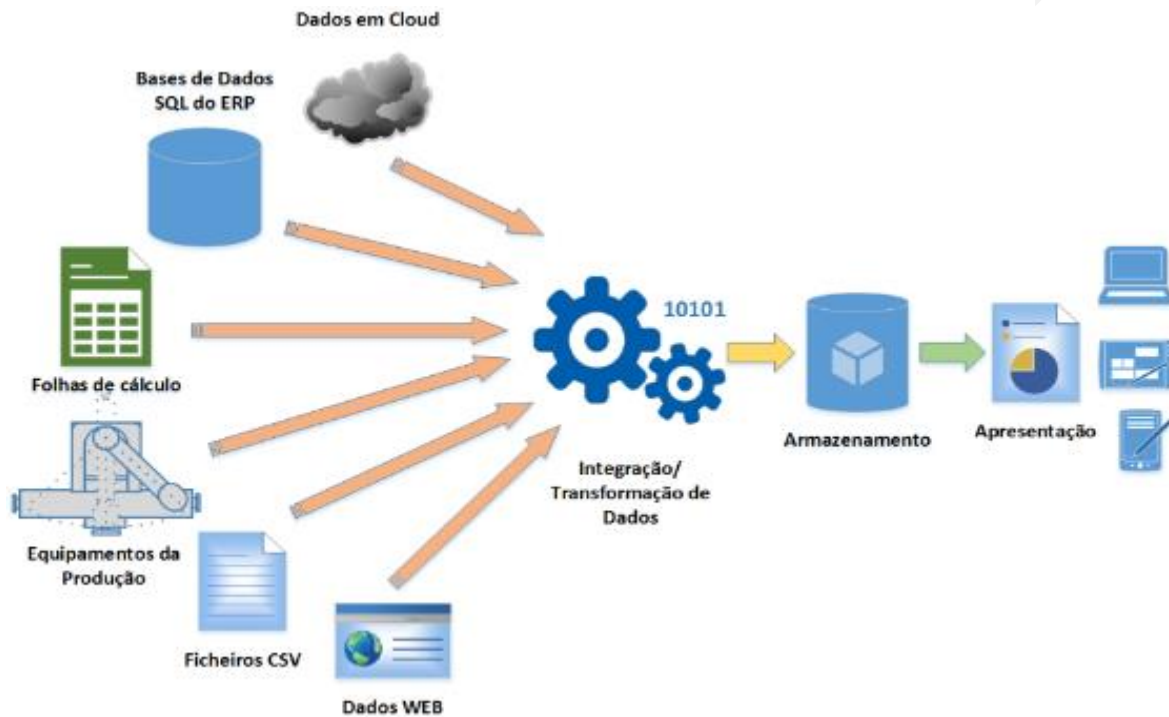 Dados em Cloud
Bases de Dados
SQL do ERP
Folhas de cálculo
Equipamentos da
Produção
Ficheiros CSV
Dados WEB
10101
Integração/
Transformação de
Dados
Armazenamento
Apresentação